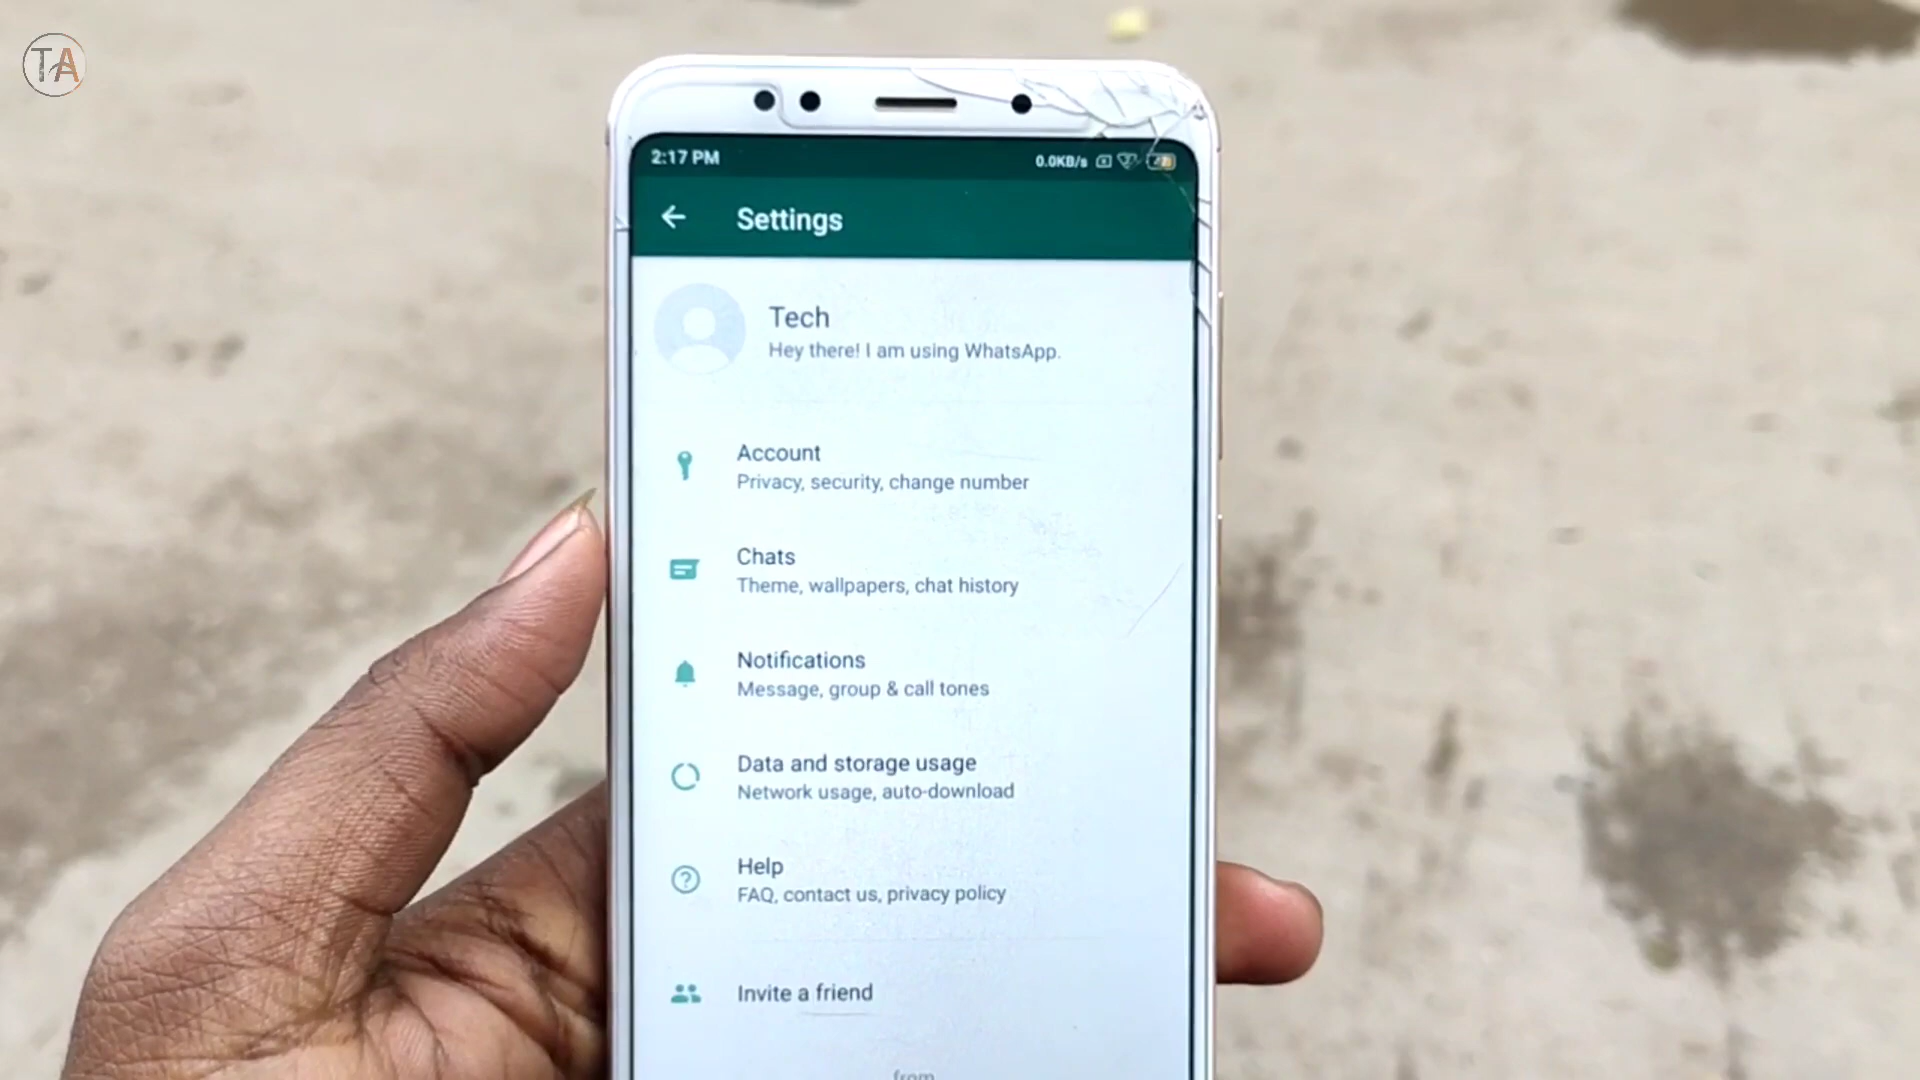 TA
2:17 PM
0.0KB/s
Settings
Tech
Hey there! I am using WhatsApp.
Account
Privacy, security, change number
Chats
Theme, wallpapers, chat history
Notifications
Message, group & call tones
Data and storage usage
Network usage, auto-download
Help
FAQ, contact us, privacy policy
Invite a friend
from